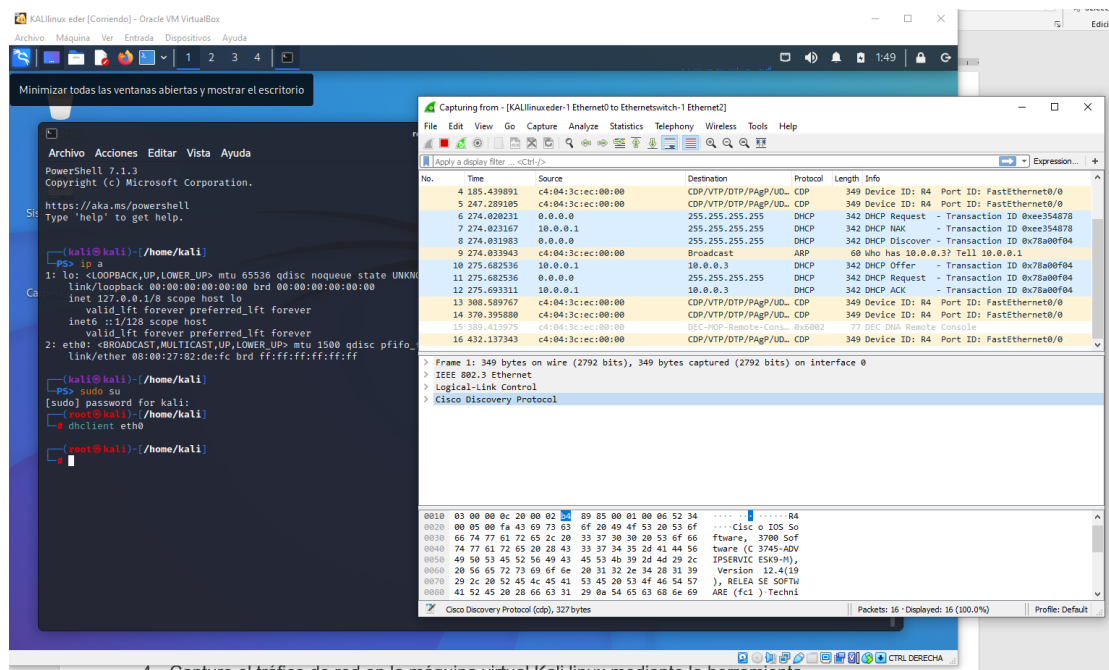 KALIlinux eder [Corriendo] - Oracle VM VirtualBox
Archivo Máquina Ver Entrada Dispositivos Ayuda
1 2 3 4
1:49
Minimizar todas las ventanas abiertas y mostrar el escritorio
Archivo Acciones Editar Vista Ayuda
PowerShell 7.1.3
Copyright (c) Microsoft Corporation.
https://aka.ms/powershell
Type 'help' to get help.
┌──(kali㉿kali)-[/home/kali]
└─PS> ip a
1: lo: <LOOPBACK,UP,LOWER_UP> mtu 65536 qdisc noqueue state UNKNO
link/loopback 00:00:00:00:00:00 brd 00:00:00:00:00:00
inet 127.0.0.1/8 scope host lo
valid_lft forever preferred_lft forever
inet6 ::1/128 scope host
valid_lft forever preferred_lft forever
2: eth0: <BROADCAST,MULTICAST,UP,LOWER_UP> mtu 1500 qdisc pfifo_
link/ether 08:00:27:82:de:fc brd ff:ff:ff:ff:ff:ff
┌──(kali㉿kali)-[/home/kali]
└─PS> sudo su
[sudo] password for kali:
┌──(root㉿kali)-[/home/kali]
└─# dhclient eth0
┌──(root㉿kali)-[/home/kali]
└─#
Capturing from - [KALIlinuxeder-1 Ethernet0 to Ethernetswitch-1 Ethernet2]
File Edit View Go Capture Analyze Statistics Telephony Wireless Tools Help
Apply a display filter ... <Ctrl-/> Expression... +
No. Time Source Destination Protocol Length Info
4 185.439891 c4:04:3c:ec:00:00 CDP/VTP/DTP/PAgP/UD… CDP 349 Device ID: R4 Port ID: FastEthernet0/0
5 247.289105 c4:04:3c:ec:00:00 CDP/VTP/DTP/PAgP/UD… CDP 349 Device ID: R4 Port ID: FastEthernet0/0
6 274.020231 0.0.0.0 255.255.255.255 DHCP 342 DHCP Request - Transaction ID 0xee354878
7 274.023167 10.0.0.1 255.255.255.255 DHCP 342 DHCP NAK - Transaction ID 0xee354878
8 274.031983 0.0.0.0 255.255.255.255 DHCP 342 DHCP Discover - Transaction ID 0x78a00f04
9 274.033943 c4:04:3c:ec:00:00 Broadcast ARP 60 Who has 10.0.0.3? Tell 10.0.0.1
10 275.682536 10.0.0.1 10.0.0.3 DHCP 342 DHCP Offer - Transaction ID 0x78a00f04
11 275.682536 0.0.0.0 255.255.255.255 DHCP 342 DHCP Request - Transaction ID 0x78a00f04
12 275.693311 10.0.0.1 10.0.0.3 DHCP 342 DHCP ACK - Transaction ID 0x78a00f04
13 308.589767 c4:04:3c:ec:00:00 CDP/VTP/DTP/PAgP/UD… CDP 349 Device ID: R4 Port ID: FastEthernet0/0
14 370.395880 c4:04:3c:ec:00:00 CDP/VTP/DTP/PAgP/UD… CDP 349 Device ID: R4 Port ID: FastEthernet0/0
15 389.413975 c4:04:3c:ec:00:00 DEC-MOP-Remote-Cons… 0x6002 77 DEC DNA Remote Console
16 432.137343 c4:04:3c:ec:00:00 CDP/VTP/DTP/PAgP/UD… CDP 349 Device ID: R4 Port ID: FastEthernet0/0
> Frame 1: 349 bytes on wire (2792 bits), 349 bytes captured (2792 bits) on interface 0
> IEEE 802.3 Ethernet
> Logical-Link Control
> Cisco Discovery Protocol
0010 03 00 00 0c 20 00 02 b4 89 85 00 01 00 06 52 34 ···· ··· ······R4
0020 00 05 00 fa 43 69 73 63 6f 20 49 4f 53 20 53 6f ····Cisc o IOS So
0030 66 74 77 61 72 65 2c 20 33 37 30 30 20 53 6f 66 ftware, 3700 Sof
0040 74 77 61 72 65 20 28 43 33 37 34 35 2d 41 44 56 tware (C 3745-ADV
0050 49 50 53 45 52 56 49 43 45 53 4b 39 2d 4d 29 2c IPSERVIC ESK9-M),
0060 20 56 65 72 73 69 6f 6e 20 31 32 2e 34 28 31 39 Version 12.4(19
0070 29 2c 20 52 45 4c 45 41 53 45 20 53 4f 46 54 57 ), RELEA SE SOFTW
0080 41 52 45 20 28 66 63 31 29 0a 54 65 63 68 6e 69 ARE (fc1 )·Techni
Cisco Discovery Protocol (cdp), 327 bytes Packets: 16 · Displayed: 16 (100.0%) Profile: Default
CTRL DERECHA
4. Captura el tráfico de red en la máquina virtual Kali linux mediante la herramienta